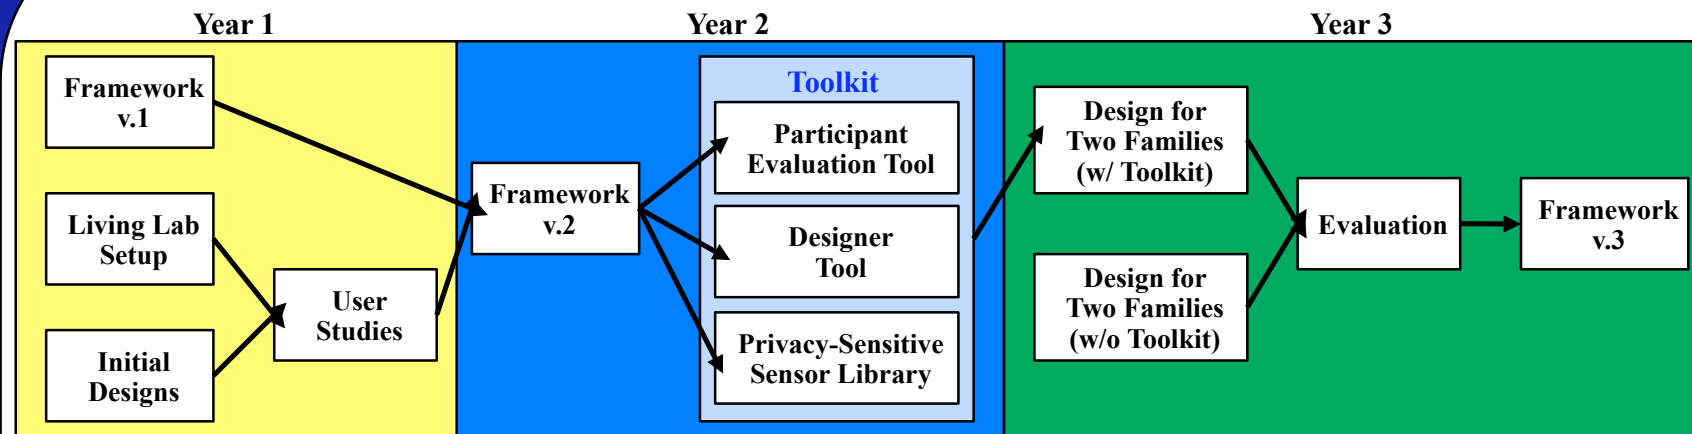 Year 1
Year 2
Year 3
Framework
v.1
Living Lab
Setup
Initial
Designs
User
Studies
Framework
v.2
Toolkit
Participant
Evaluation Tool
Designer
Tool
Privacy-Sensitive
Sensor Library
Design for
Two Families
(w/ Toolkit)
Design for
Two Families
(w/o Toolkit)
Evaluation
Framework
v.3